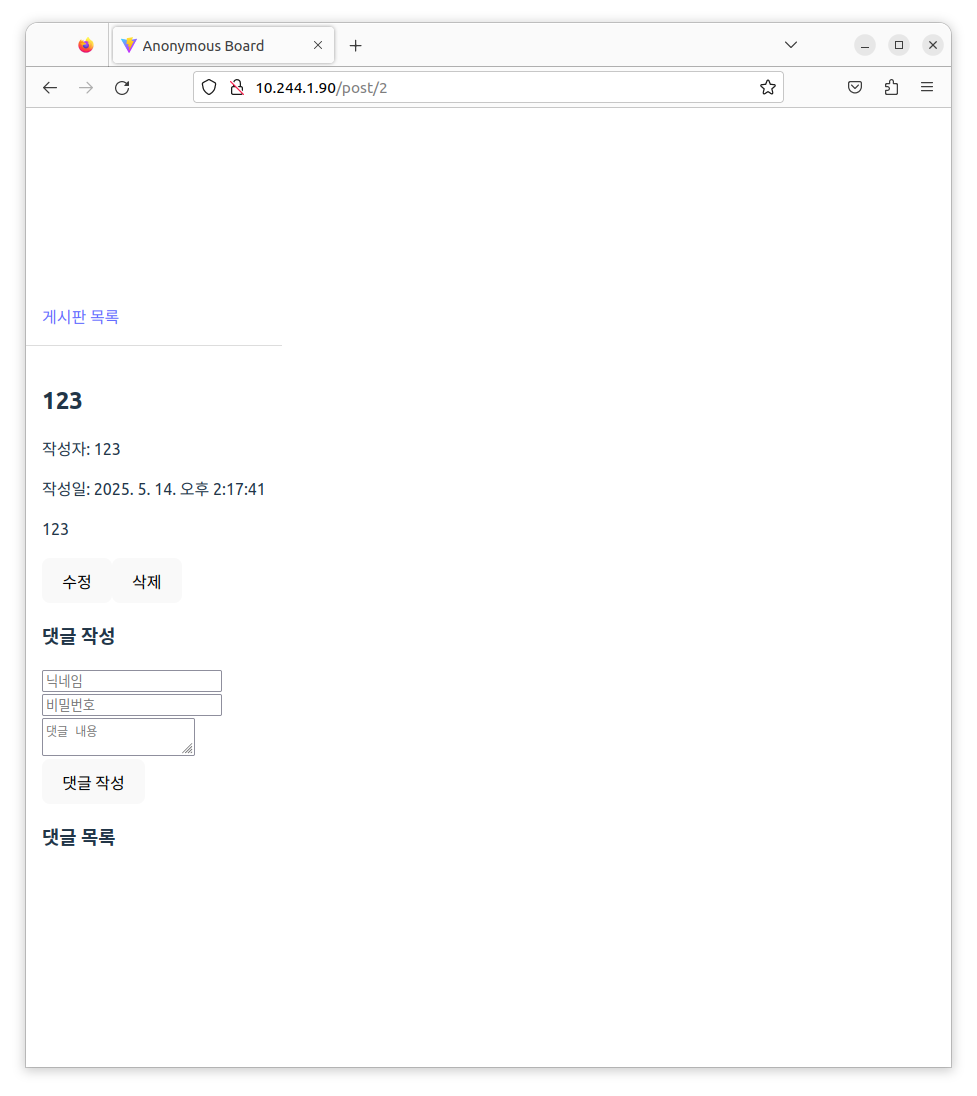 Anonymous Board
10.244.1.90/post/2
게시판 목록
123
작성자: 123
작성일: 2025. 5. 14. 오후 2:17:41
123
수정 삭제
댓글 작성
닉네임
비밀번호
댓글 내용
댓글 작성
댓글 목록